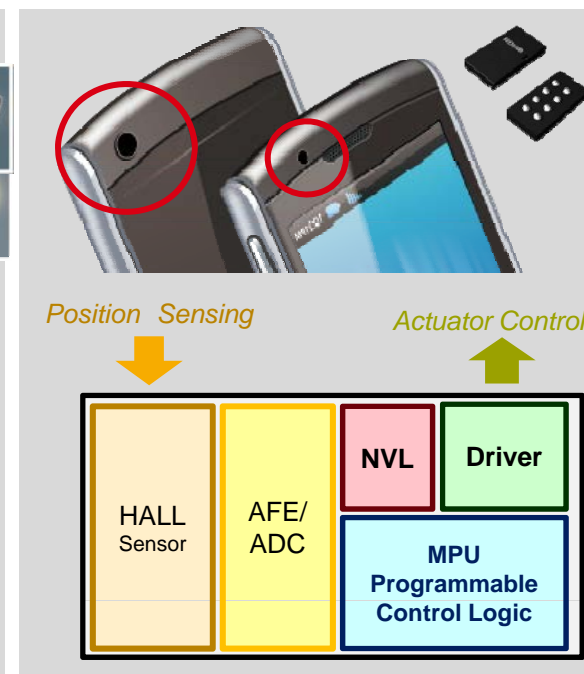 Position Sensing
Actuator Control
HALL
Sensor
AFE/
ADC
NVL
Driver
MPU
Programmable
Control Logic